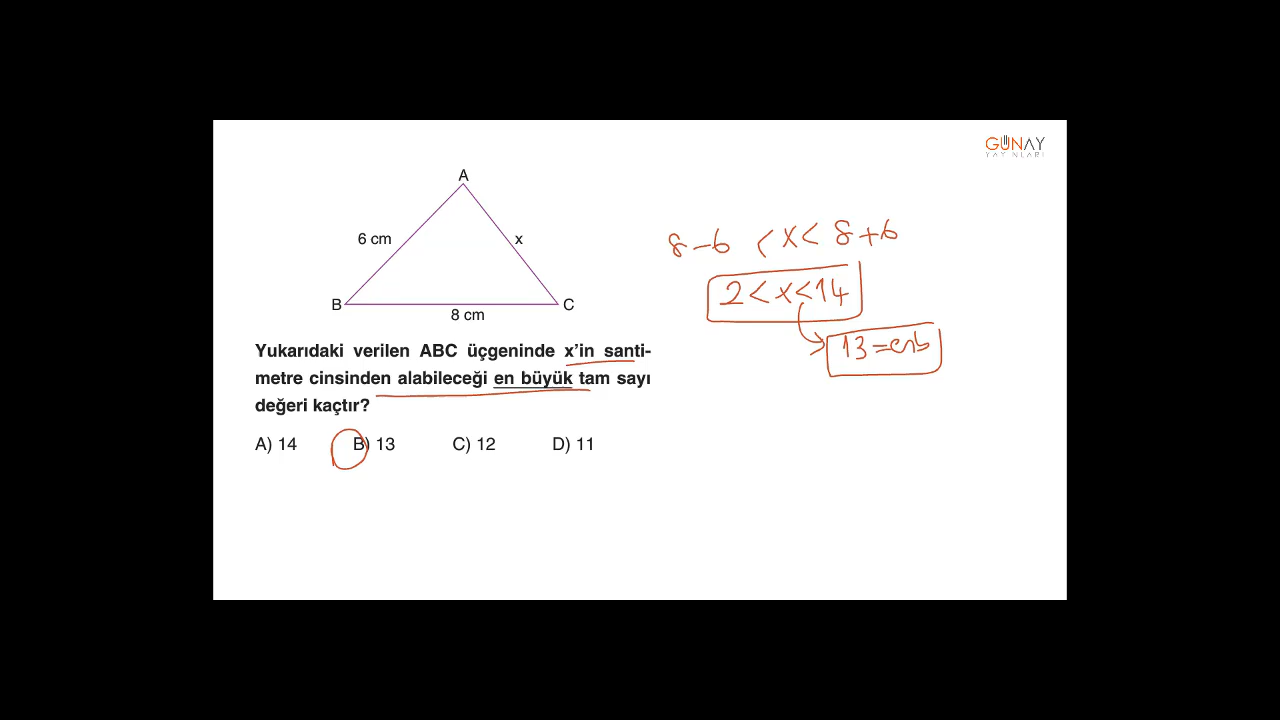 GÜNAY
YAYINLARI
A
6 cm
x
B
C
8 cm
8-6 < x < 8+6
2 < x < 14
13=enb
Yukarıdaki verilen ABC üçgeninde x’in santi-
metre cinsinden alabileceği en büyük tam sayı
değeri kaçtır?
A) 14 B) 13 C) 12 D) 11